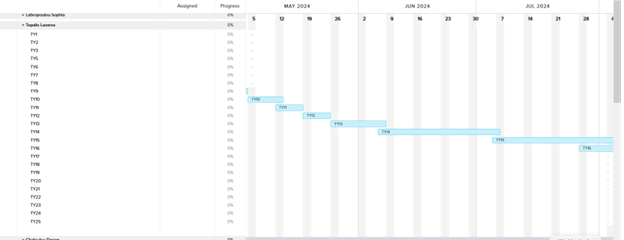 Assigned Progress MAY 2024 JUN 2024 JUL 2024
5 12 19 26 2 9 16 23 30 7 14 21 28
Labropoulou Sophia 0%
Topalis Lazaros 0%
TY1 0%
TY2 0%
TY3 0%
TY5 0%
TY6 0%
TY7 0%
TY8 0%
TY9 0%
TY10 0% TY10
TY11 0% TY11
TY12 0% TY12
TY13 0% TY13
TY14 0% TY14
TY15 0% TY15
TY16 0% TY16
TY17 0%
TY18 0%
TY19 0%
TY20 0%
TY21 0%
TY22 0%
TY23 0%
TY24 0%
TY25 0%